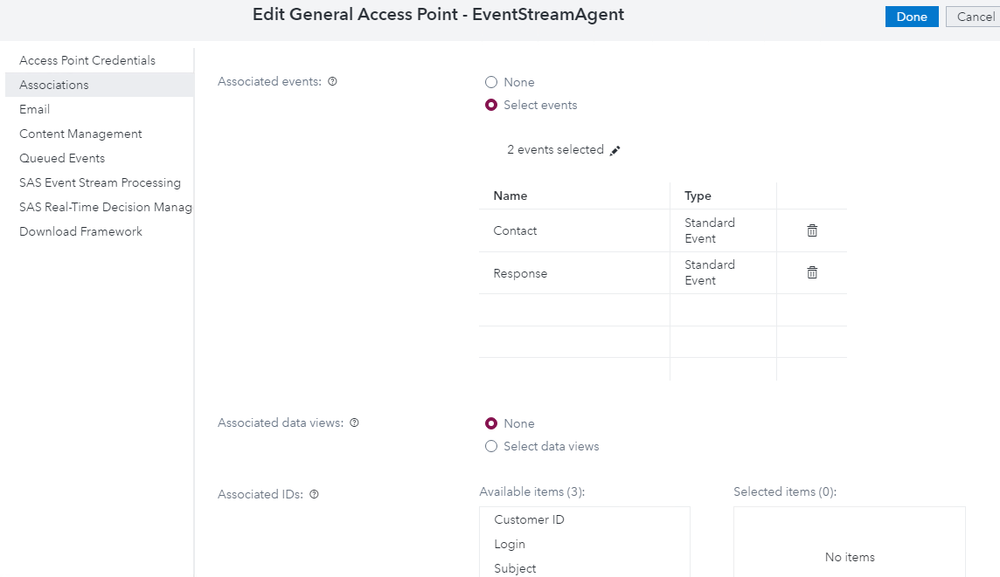 Edit General Access Point - EventStreamAgent
Done
Cancel
Access Point Credentials
Associations
Email
Content Management
Queued Events
SAS Event Stream Processing
SAS Real-Time Decision Manag
Download Framework
Associated events:
None
Select events
2 events selected
Name Type
Contact Standard
Event
Response Standard
Event
Associated data views:
None
Select data views
Associated IDs:
Available items (3):
Customer ID
Login
Subject
Selected items (0):
No items